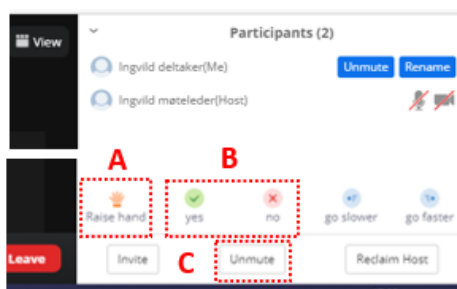 View
Participants (2)
Ingvild deltaker(Me)
Unmute Rename
Ingvild møteleder(Host)
A B
Raise hand yes no go slower go faster
Leave Invite C Unmute Reclaim Host